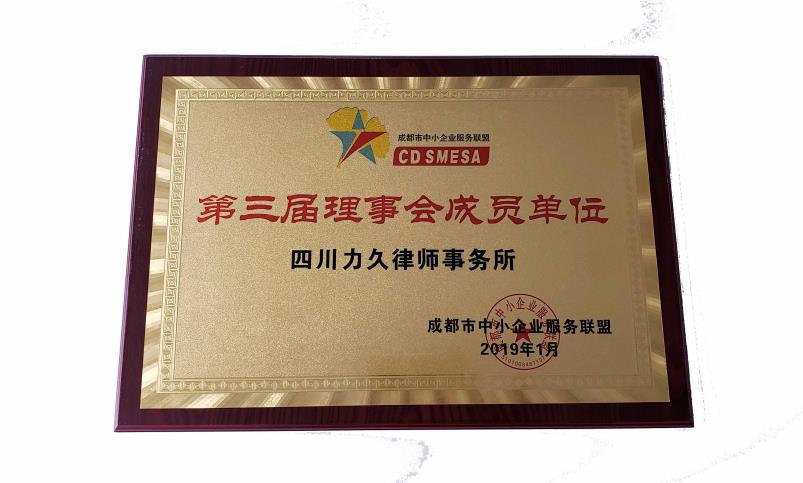 成都市中小企业服务联盟
CDSMESA
第三届理事会成员单位
四川力久律师事务所
成都市中小企业服务联盟
2019年1月